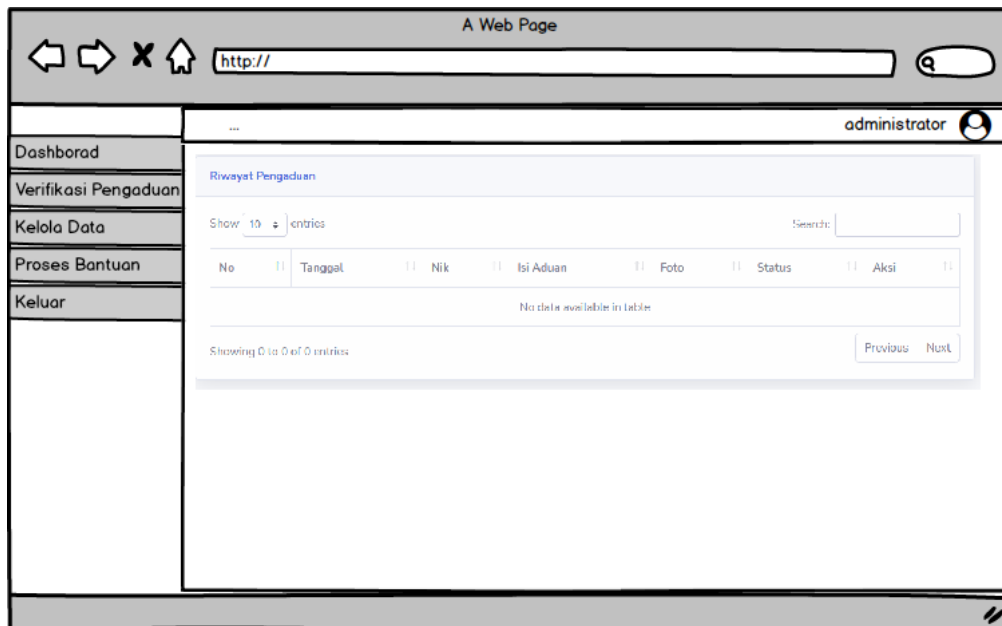 A Web Page
http://
... administrator
Dashborad
Verifikasi Pengaduan
Kelola Data
Proses Bantuan
Keluar
Riwayat Pengaduan
Show 10 entries Search:
No Tanggal Nik Isi Aduan Foto Status Aksi
No data available in table
Showing 0 to 0 of 0 entries
Previous Next